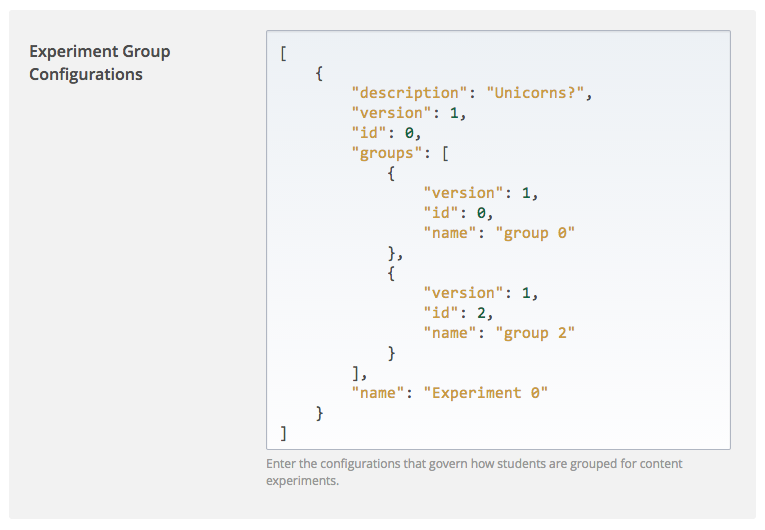 Experiment Group
Configurations
[
{
"description": "Unicorns?",
"version": 1,
"id": 0,
"groups": [
{
"version": 1,
"id": 0,
"name": "group 0"
},
{
"version": 1,
"id": 2,
"name": "group 2"
}
],
"name": "Experiment 0"
}
]
Enter the configurations that govern how students are grouped for content
experiments.